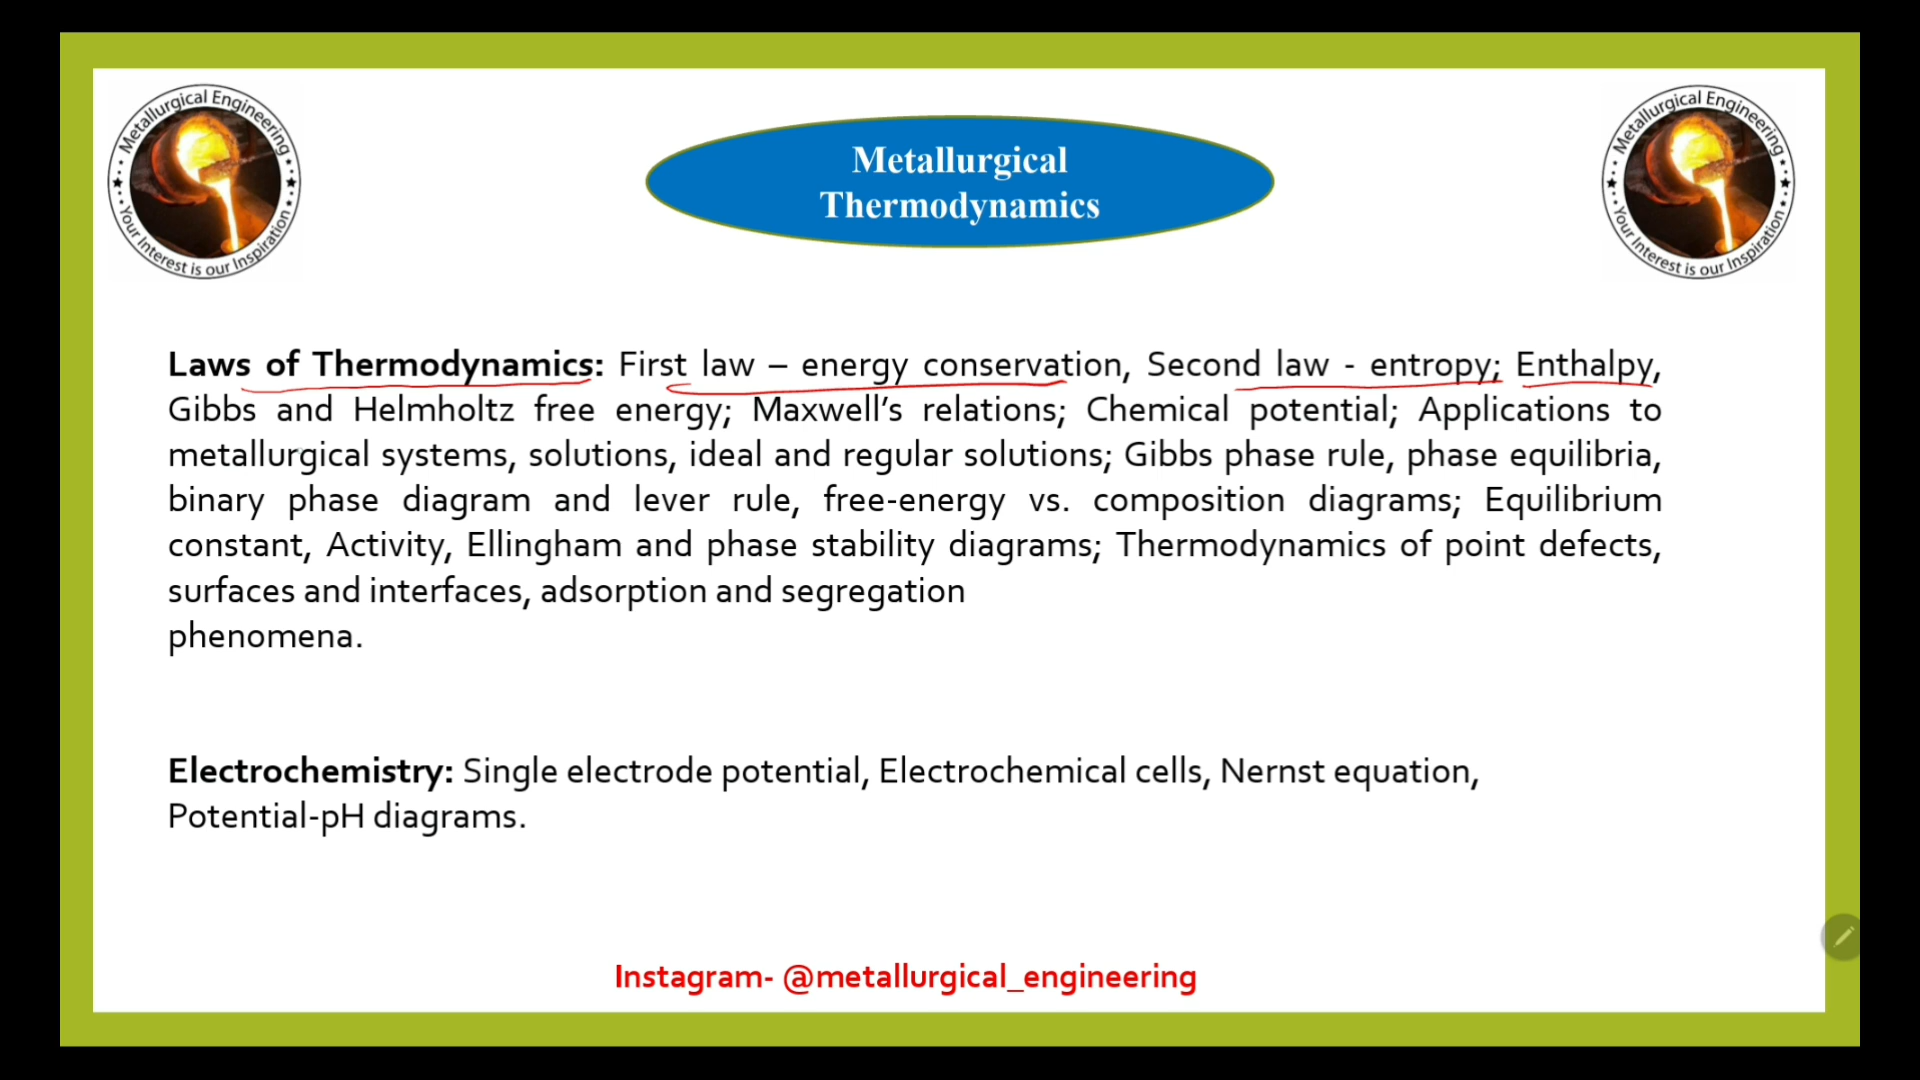 Metallurgical Engineering
Your Interest is our Inspiration
Metallurgical
Thermodynamics
Metallurgical Engineering
Your Interest is our Inspiration
Laws of Thermodynamics: First law – energy conservation, Second law - entropy; Enthalpy,
Gibbs and Helmholtz free energy; Maxwell’s relations; Chemical potential; Applications to
metallurgical systems, solutions, ideal and regular solutions; Gibbs phase rule, phase equilibria,
binary phase diagram and lever rule, free-energy vs. composition diagrams; Equilibrium
constant, Activity, Ellingham and phase stability diagrams; Thermodynamics of point defects,
surfaces and interfaces, adsorption and segregation
phenomena.
Electrochemistry: Single electrode potential, Electrochemical cells, Nernst equation,
Potential-pH diagrams.
Instagram- @metallurgical_engineering